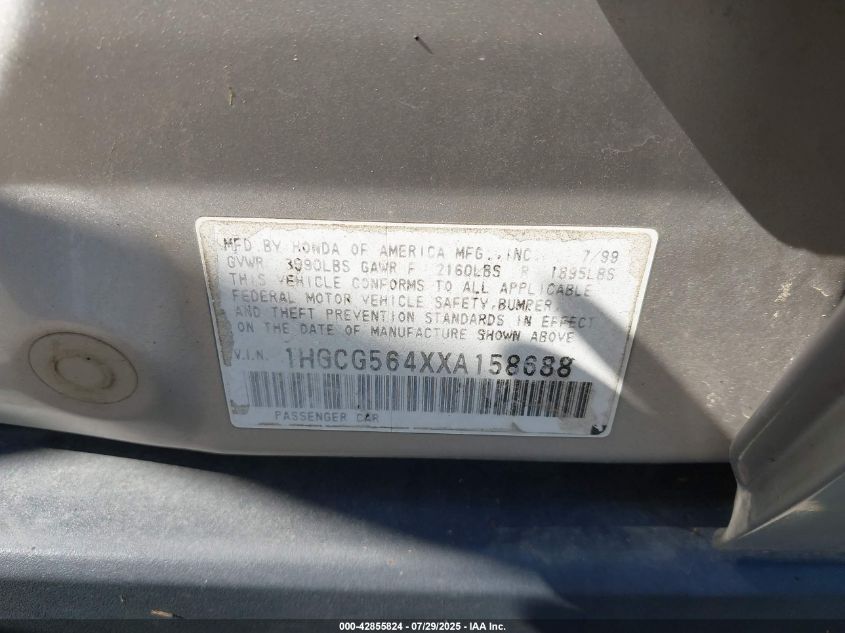 MFD.BY HONDA OF AMERICA MFG.,INC. 7/99
GVWR 3990LBS GAWR F 2160LBS R 1895LBS
THIS VEHICLE CONFORMS TO ALL APPLICABLE
FEDERAL MOTOR VEHICLE SAFETY,BUMPER,
AND THEFT PREVENTION STANDARDS IN EFFECT
ON THE DATE OF MANUFACTURE SHOWN ABOVE
V.I.N. 1HGCG564XXA158688
PASSENGER CAR
000-42855824 | 07/29/2025 - IAA Inc.